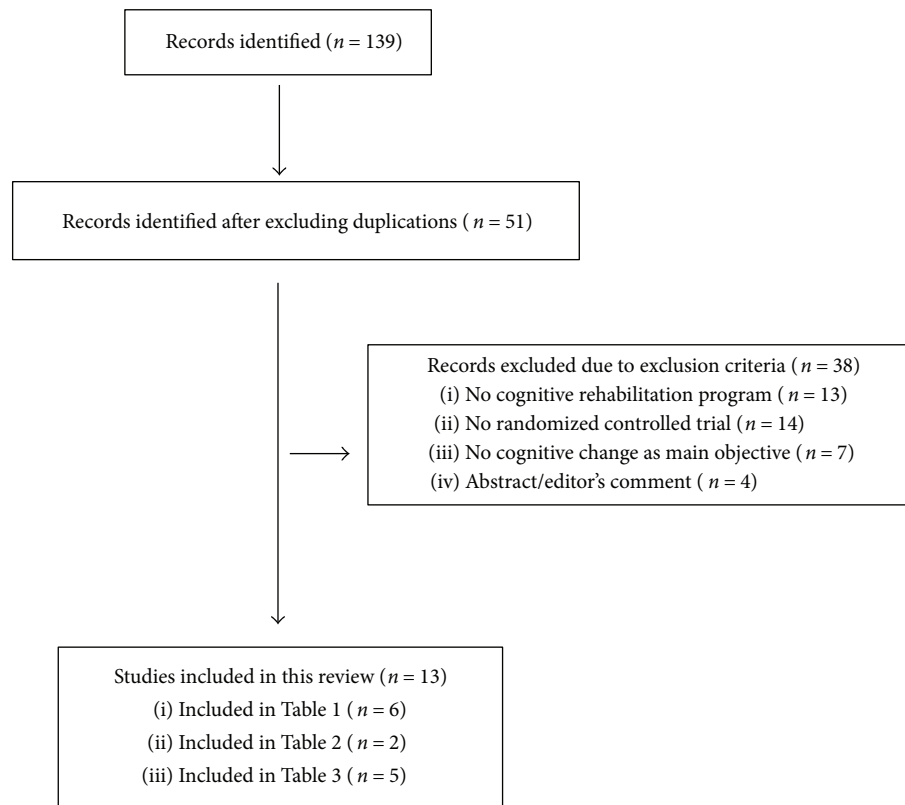 Records identified (n = 139)
Records identified after excluding duplications ( n = 51)
Records excluded due to exclusion criteria ( n = 38)
(i) No cognitive rehabilitation program ( n = 13)
(ii) No randomized controlled trial ( n = 14)
(iii) No cognitive change as main objective ( n = 7)
(iv) Abstract/editor's comment ( n = 4)
Studies included in this review (n = 13)
(i) Included in Table 1 ( n = 6)
(ii) Included in Table 2 ( n = 2)
(iii) Included in Table 3 ( n = 5)